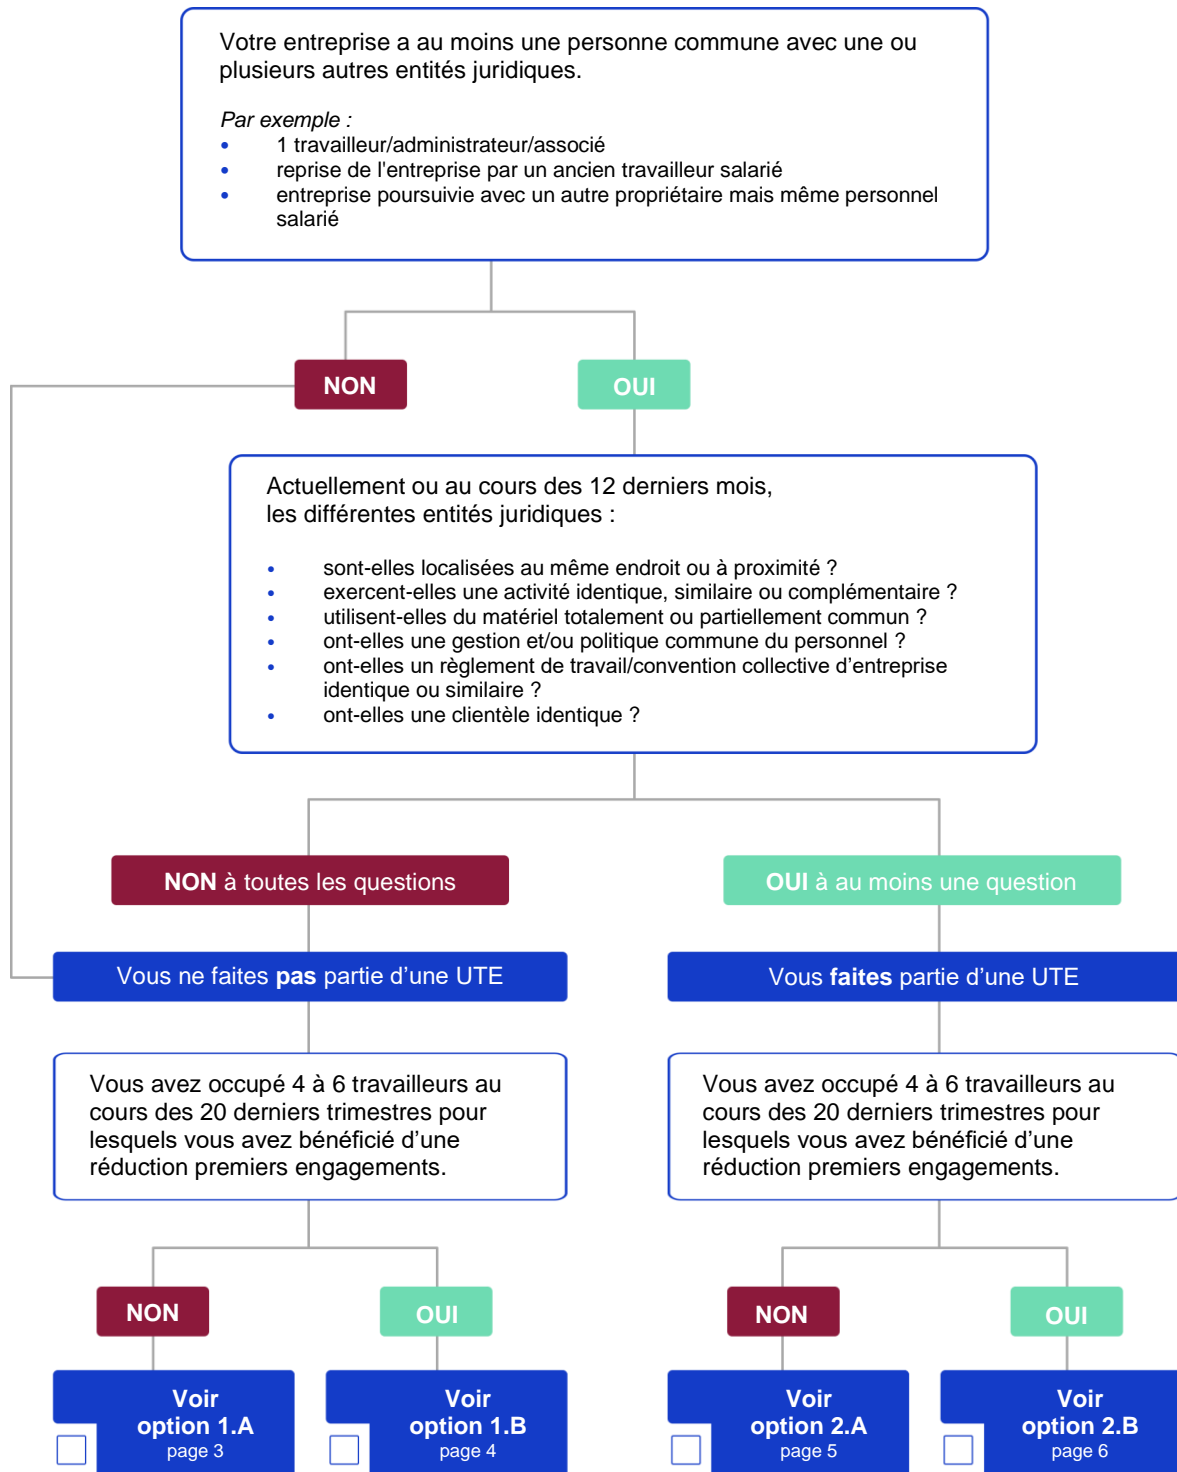 Votre entreprise a au moins une personne commune avec une ou
plusieurs autres entités juridiques.
Par exemple :
• 1 travailleur/administrateur/associé
• reprise de l'entreprise par un ancien travailleur salarié
• entreprise poursuivie avec un autre propriétaire mais même personnel
salarié
NON
OUI
Actuellement ou au cours des 12 derniers mois,
les différentes entités juridiques :
• sont-elles localisées au même endroit ou à proximité ?
• exercent-elles une activité identique, similaire ou complémentaire ?
• utilisent-elles du matériel totalement ou partiellement commun ?
• ont-elles une gestion et/ou politique commune du personnel ?
• ont-elles un règlement de travail/convention collective d’entreprise
identique ou similaire ?
• ont-elles une clientèle identique ?
NON à toutes les questions
OUI à au moins une question
Vous ne faites pas partie d’une UTE
Vous faites partie d’une UTE
Vous avez occupé 4 à 6 travailleurs au
cours des 20 derniers trimestres pour
lesquels vous avez bénéficié d’une
réduction premiers engagements.
Vous avez occupé 4 à 6 travailleurs au
cours des 20 derniers trimestres pour
lesquels vous avez bénéficié d’une
réduction premiers engagements.
NON
OUI
NON
OUI
Voir
option 1.A
page 3
Voir
option 1.B
page 4
Voir
option 2.A
page 5
Voir
option 2.B
page 6